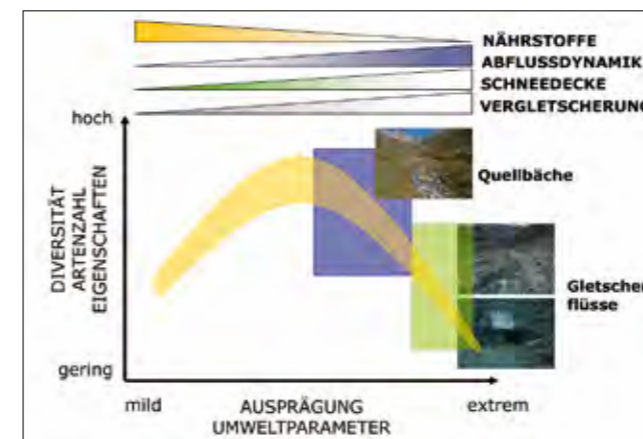 NÄHRSTOFFE
ABFLUSSDYNAMIK
SCHNEEDECKE
VERGLETSCHERUNG
hoch
DIVERSITÄT
ARTENZAHL
EIGENSCHAFTEN
Quellbäche
Gletscher
flüsse
gering
mild
AUSPRÄGUNG
UMWELTPARAMETER
extrem